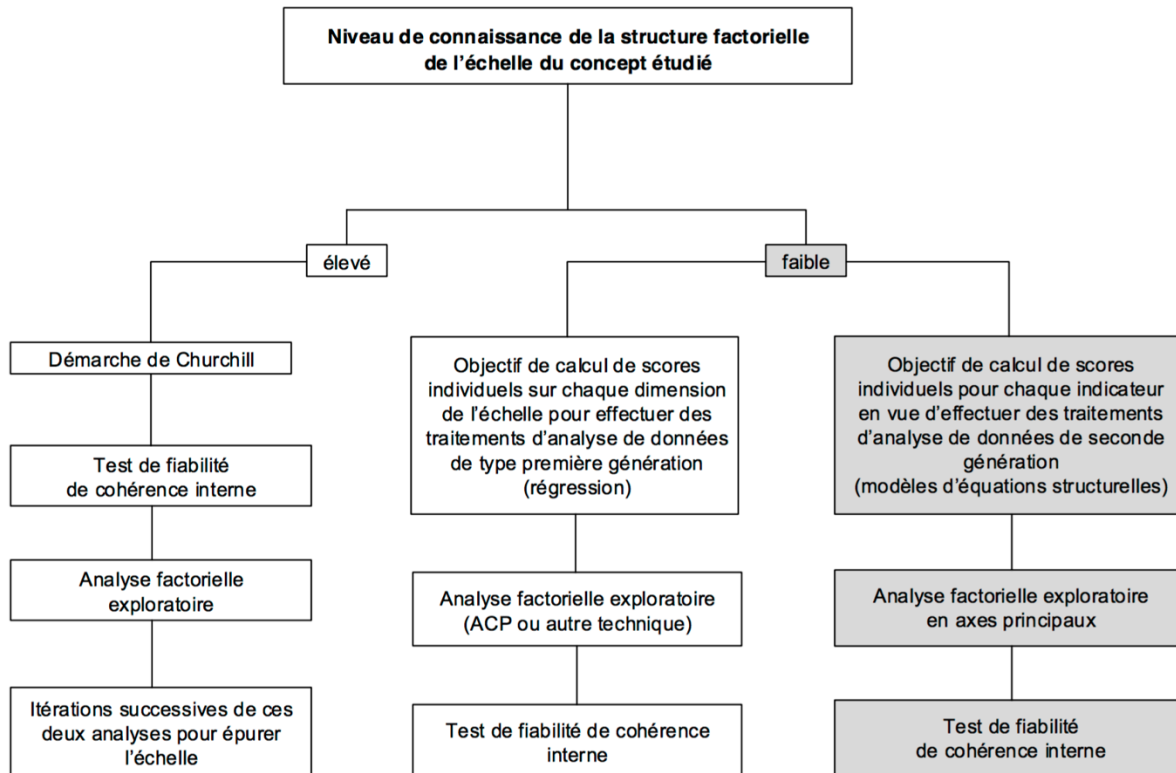 Niveau de connaissance de la structure factorielle
de l'échelle du concept étudié
élevé
faible
Démarche de Churchill
Test de fiabilité
de cohérence interne
Analyse factorielle
exploratoire
Itérations successives de ces
deux analyses pour épurer
l'échelle
Objectif de calcul de scores
individuels sur chaque dimension
de l'échelle pour effectuer des
traitements d'analyse de données
de type première génération
(régression)
Analyse factorielle exploratoire
(ACP ou autre technique)
Test de fiabilité de cohérence
interne
Objectif de calcul de scores
individuels pour chaque indicateur
en vue d'effectuer des traitements
d'analyse de données de seconde
génération
(modèles d'équations structurelles)
Analyse factorielle exploratoire
en axes principaux
Test de fiabilité
de cohérence interne